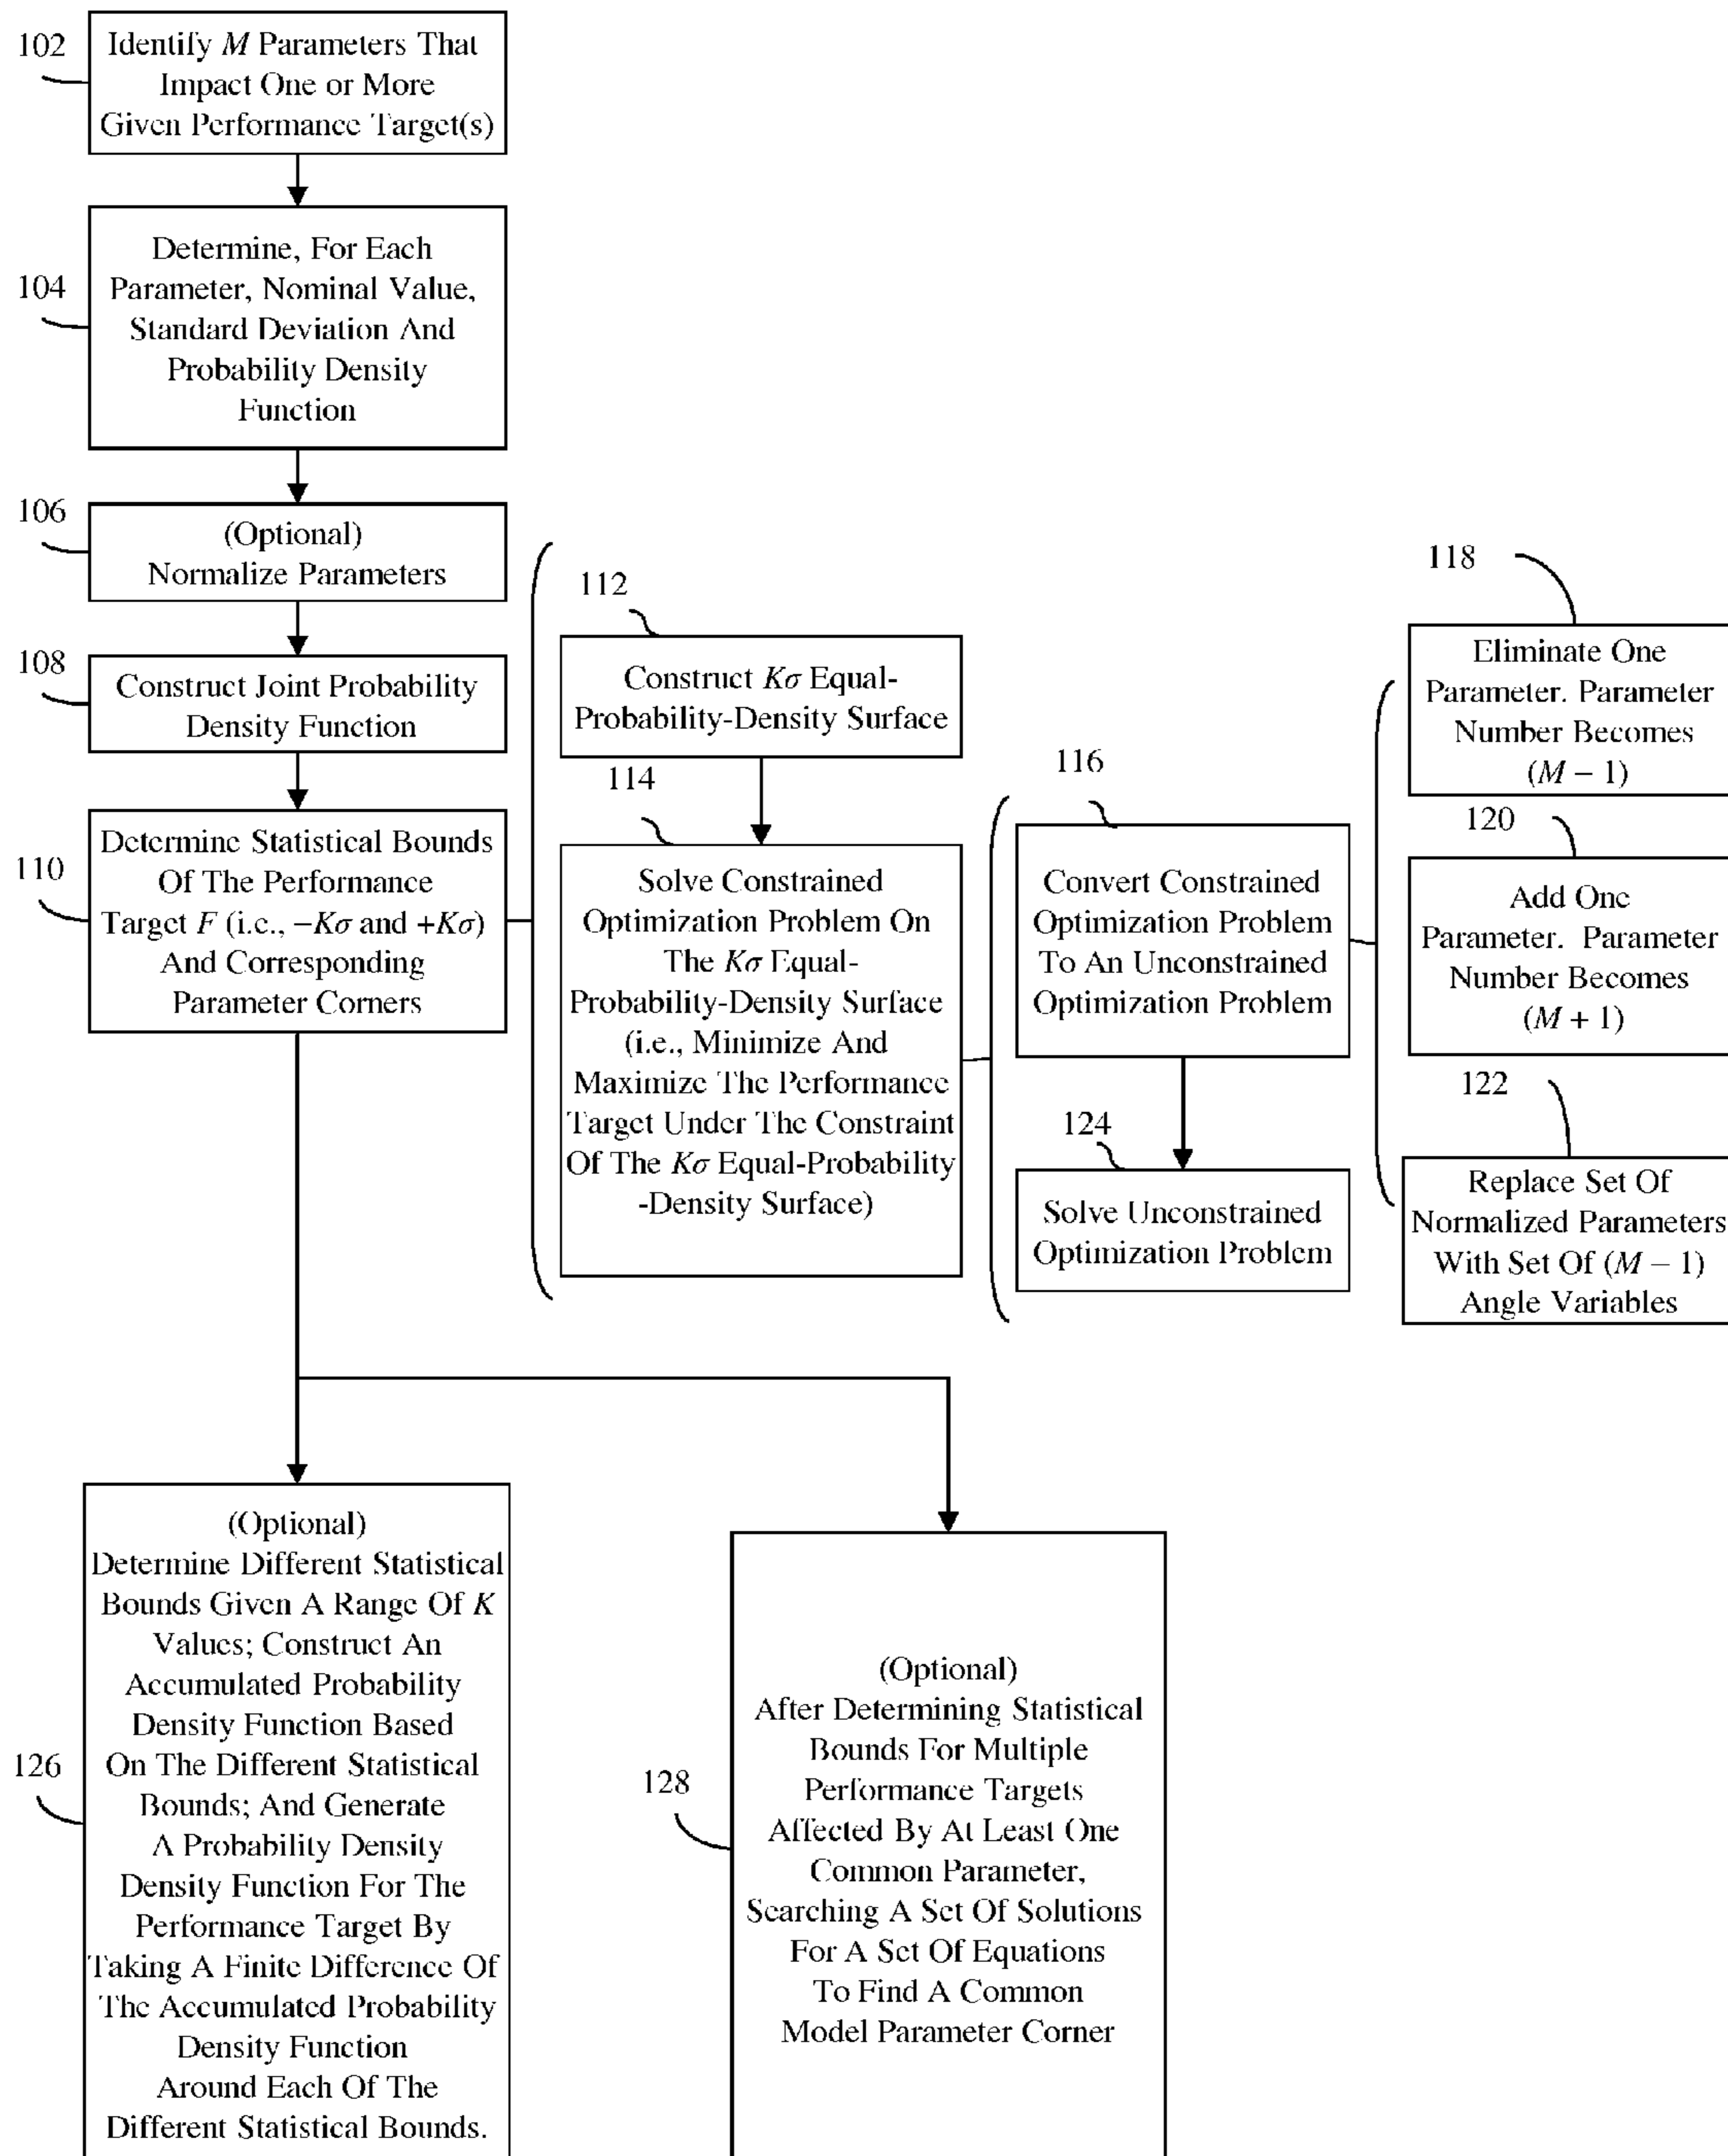 102
Identify M Parameters That
Impact One or More
Given Performance Target(s)
104
Determine, For Each
Parameter, Nominal Value,
Standard Deviation And
Probability Density
Function
106
(Optional)
Normalize Parameters
108
Construct Joint Probability
Density Function
110
Determine Statistical Bounds
Of The Performance
Target F (i.e., −Kσ and +Kσ)
And Corresponding
Parameter Corners
112
Construct Kσ Equal-
Probability-Density Surface
114
Solve Constrained
Optimization Problem On
The Kσ Equal-
Probability-Density Surface
(i.e., Minimize And
Maximize The Performance
Target Under The Constraint
Of The Kσ Equal-Probability
-Density Surface)
116
Convert Constrained
Optimization Problem
To An Unconstrained
Optimization Problem
124
Solve Unconstrained
Optimization Problem
118
Eliminate One
Parameter. Parameter
Number Becomes
(M − 1)
120
Add One
Parameter. Parameter
Number Becomes
(M + 1)
122
Replace Set Of
Normalized Parameters
With Set Of (M − 1)
Angle Variables
126
(Optional)
Determine Different Statistical
Bounds Given A Range Of K
Values; Construct An
Accumulated Probability
Density Function Based
On The Different Statistical
Bounds; And Generate
A Probability Density
Density Function For The
Performance Target By
Taking A Finite Difference Of
The Accumulated Probability
Density Function
Around Each Of The
Different Statistical Bounds.
128
(Optional)
After Determining Statistical
Bounds For Multiple
Performance Targets
Affected By At Least One
Common Parameter,
Searching A Set Of Solutions
For A Set Of Equations
To Find A Common
Model Parameter Corner